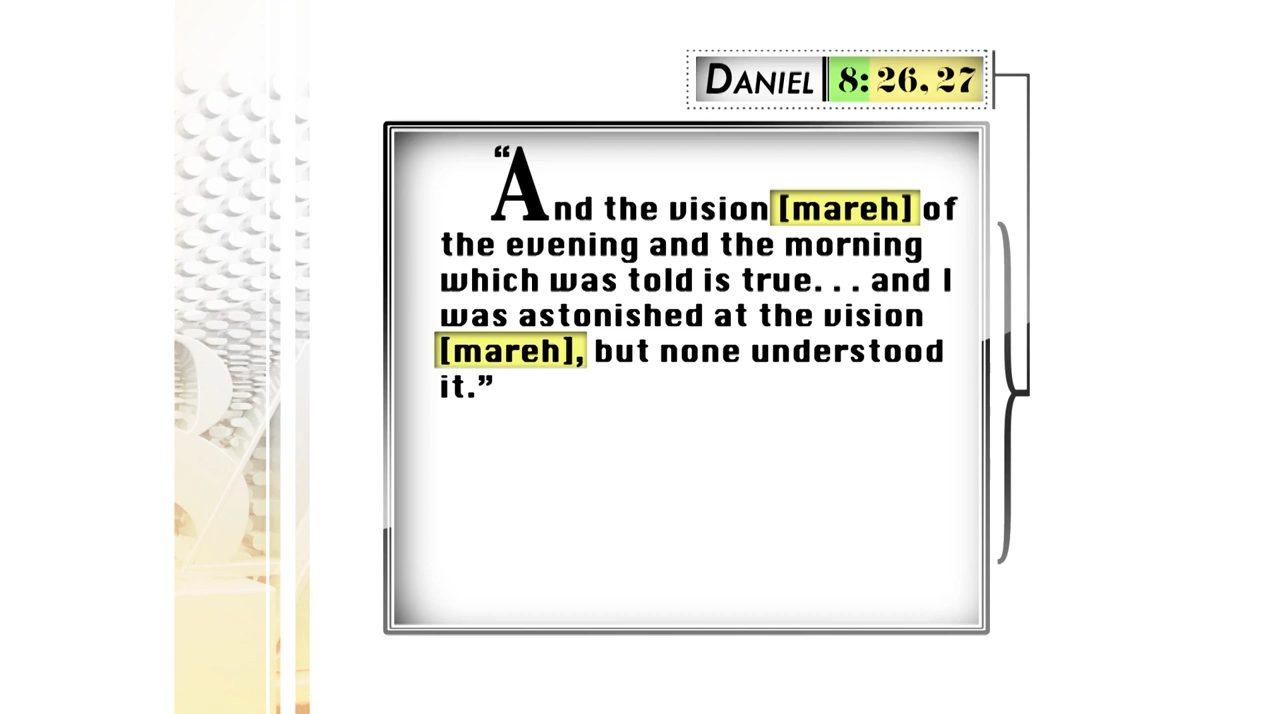 DANIEL 8: 26, 27
“And the vision [mareh] of
the evening and the morning
which was told is true. . . and I
was astonished at the vision
[mareh], but none understood
it.”